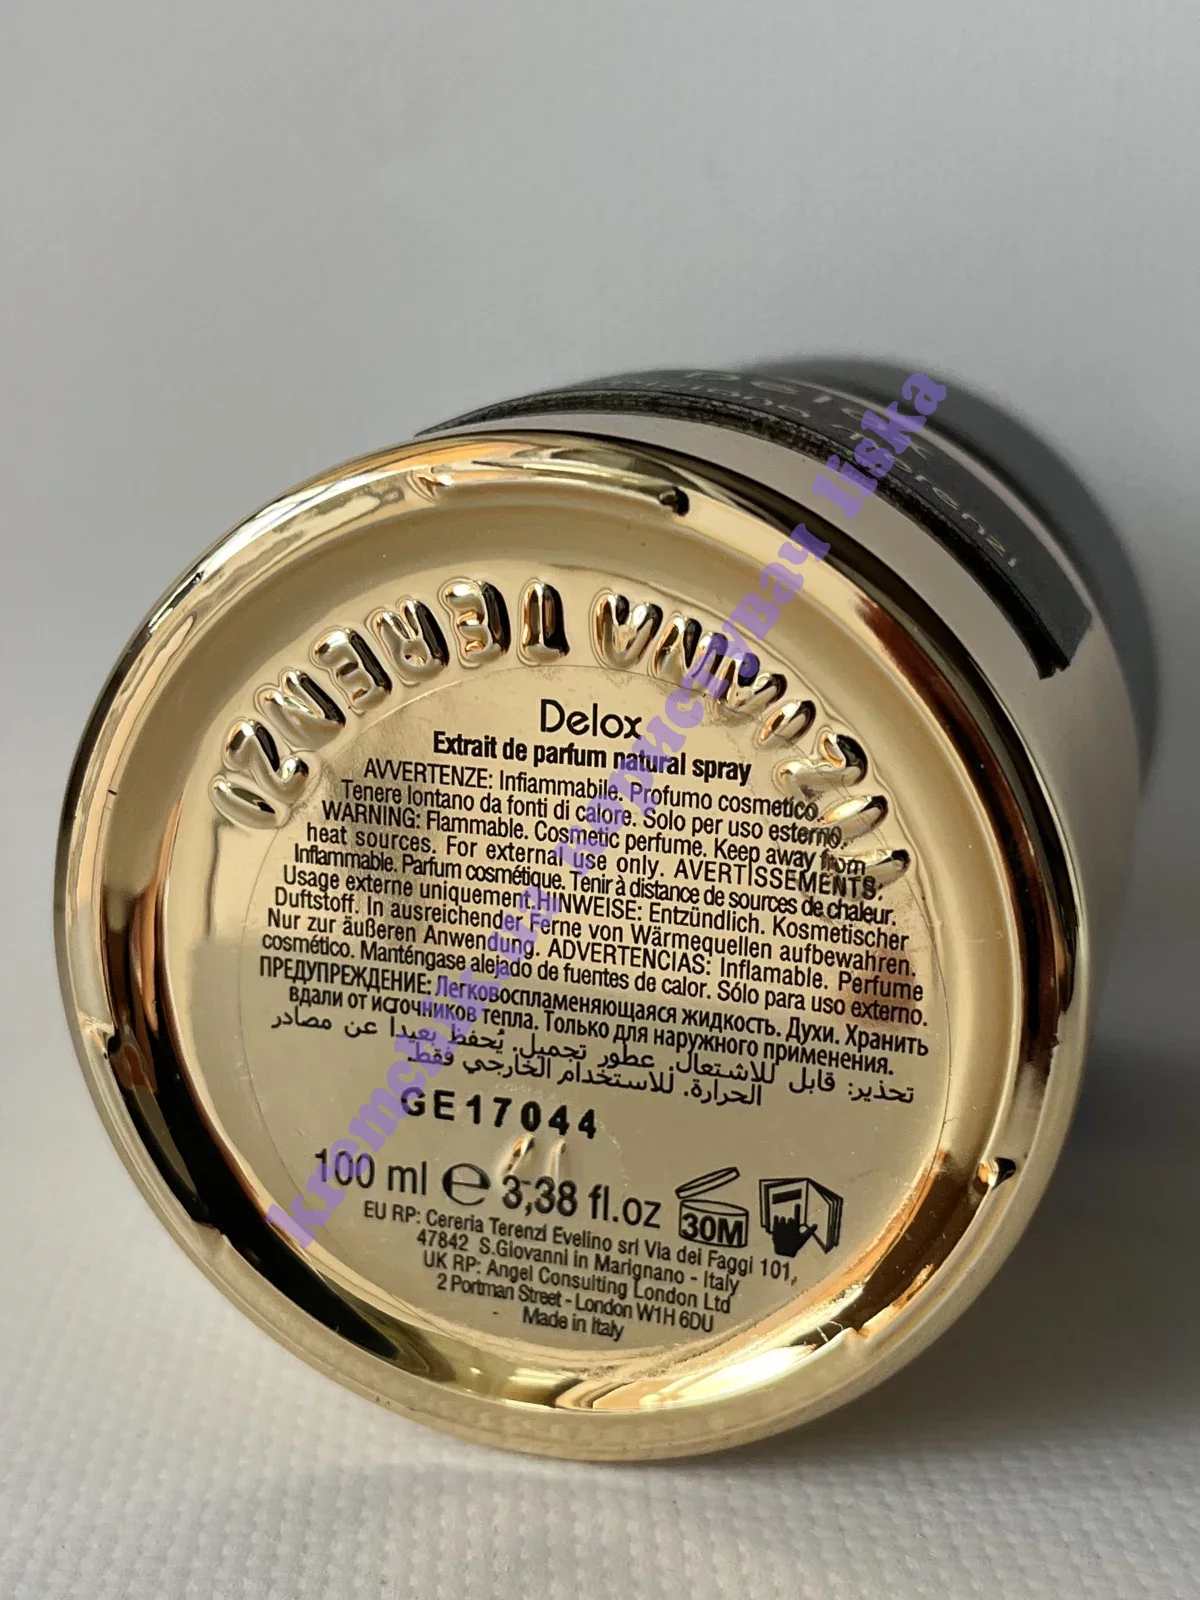 Delox
TIZIANA TERENZI
Delox
Extrait de parfum natural spray
AVVERTENZE: Infiammabile. Profumo cosmetico.
Tenere lontano da fonti di calore. Solo per uso esterno.
WARNING: Flammable. Cosmetic perfume. Keep away from
heat sources. For external use only. AVERTISSEMENTS:
Inflammable. Parfum cosmétique. Tenir à distance de sources de chaleur.
Usage externe uniquement.HINWEISE: Entzündlich. Kosmetischer
Duftstoff. In ausreichender Ferne von Wärmequellen aufbewahren.
Nur zur äußeren Anwendung. ADVERTENCIAS: Inflamable. Perfume
cosmético. Manténgase alejado de fuentes de calor. Sólo para uso externo.
ПРЕДУПРЕЖДЕНИЕ: Легковоспламеняющаяся жидкость. Духи. Хранить
вдали от источников тепла. Только для наружного применения.
تحذير: قابل للاشتعال. عطور تجميل. يُحفظ بعيدا عن مصادر
الحرارة. للاستخدام الخارجي فقط.
GE17044
100 ml ℮ 3,38 fl.oz 30M
EU RP: Cereria Terenzi Evelino srl Via dei Faggi 101,
47842 S.Giovanni in Marignano - Italy
UK RP: Angel Consulting London Ltd
2 Portman Street - London W1H 6DU
Made in Italy
kremchik.ua користувач liska